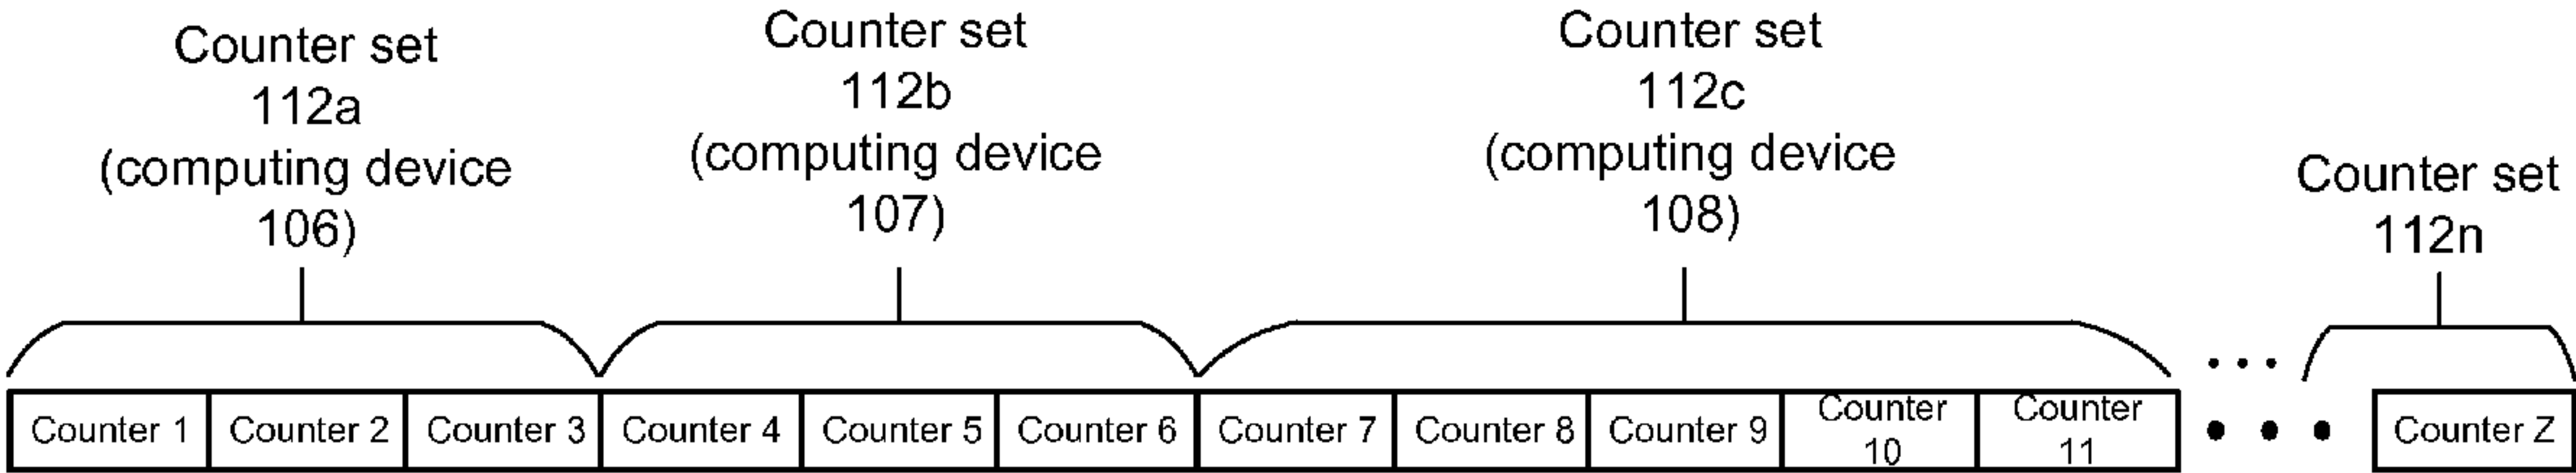 Counter set
112a
(computing device
106)
Counter set
112b
(computing device
107)
Counter set
112c
(computing device
108)
Counter set
112n
...
Counter 1
Counter 2
Counter 3
Counter 4
Counter 5
Counter 6
Counter 7
Counter 8
Counter 9
Counter
10
Counter
11
• • •
Counter Z